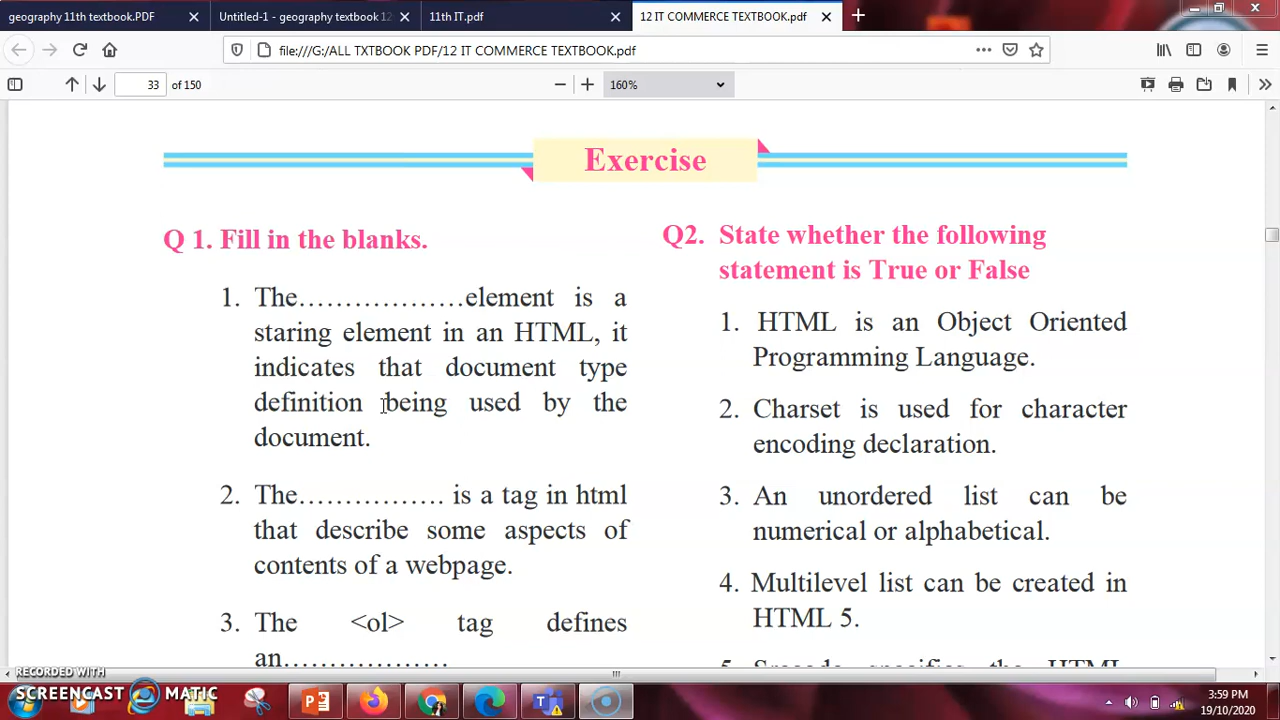 geography 11th textbook.PDF
Untitled-1 - geography textbook 12
11th IT.pdf
12 IT COMMERCE TEXTBOOK.pdf
file:///G:/ALL TXTBOOK PDF/12 IT COMMERCE TEXTBOOK.pdf
33 of 150
160%
Exercise
Q 1. Fill in the blanks.
1. The………………element is a
staring element in an HTML, it
indicates that document type
definition being used by the
document.
2. The……………. is a tag in html
that describe some aspects of
contents of a webpage.
3. The <ol> tag defines
an………………
Q2. State whether the following
statement is True or False
1. HTML is an Object Oriented
Programming Language.
2. Charset is used for character
encoding declaration.
3. An unordered list can be
numerical or alphabetical.
4. Multilevel list can be created in
HTML 5.
specifies the HTML
RECORDED WITH
SCREENCAST MATIC
3:59 PM
19/10/2020